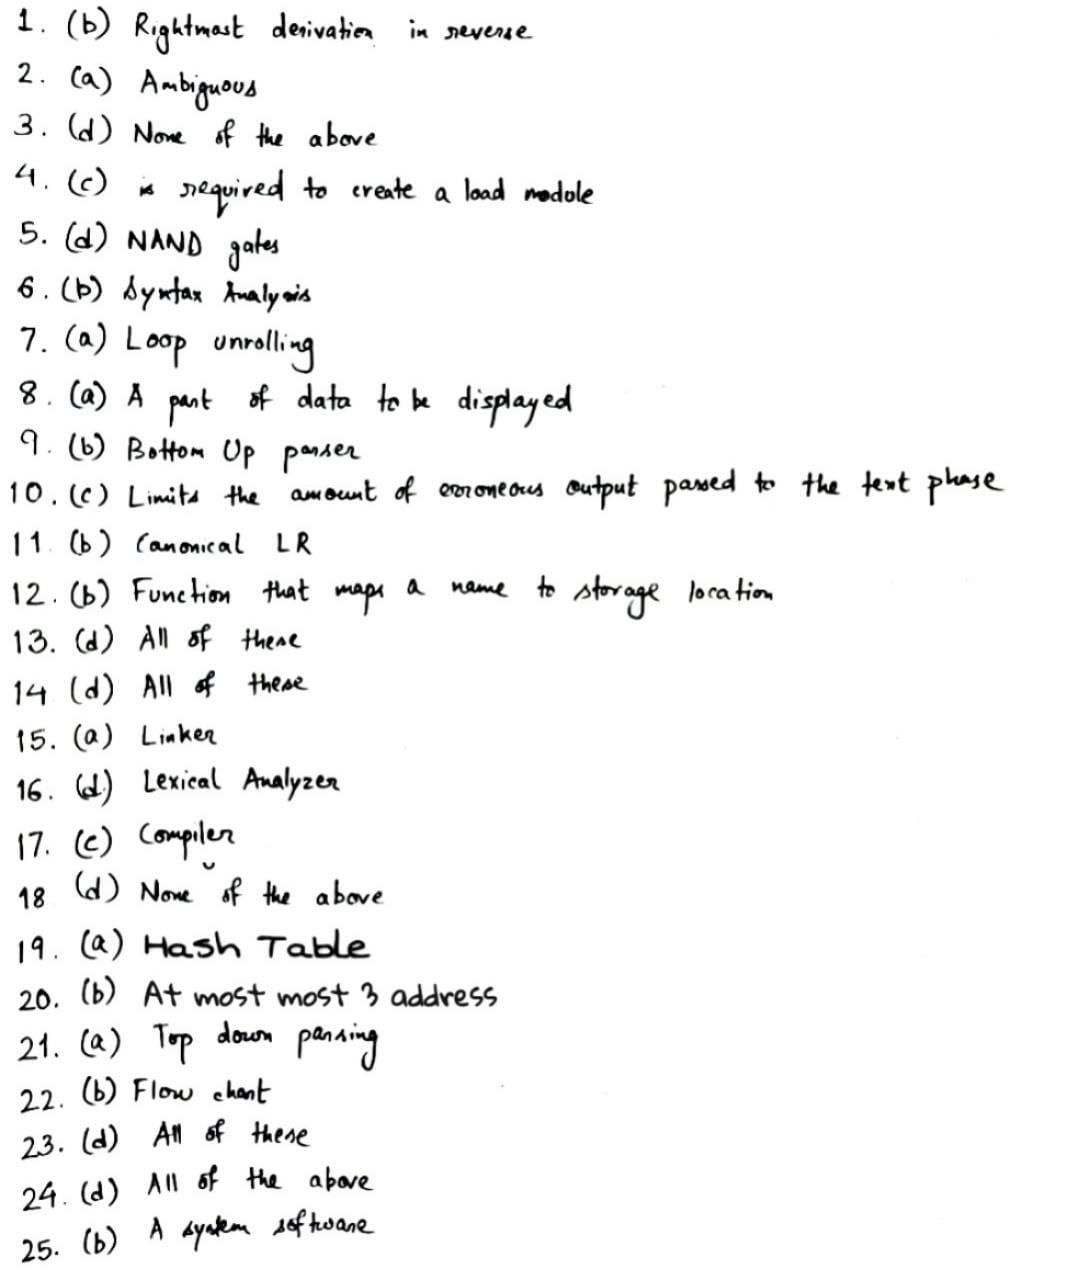 1. (b) Rightmost derivation in reverse
2. (a) Ambiguous
3. (d) None of the above
4. (c) is required to create a load module
5. (d) NAND gates
6. (b) Syntax Analysis
7. (a) Loop unrolling
8. (a) A part of data to be displayed
9. (b) Bottom Up parser
10. (c) Limits the amount of erroneous output passed to the text phase
11. (b) Canonical LR
12. (b) Function that maps a name to storage location
13. (d) All of these
14 (d) All of these
15. (a) Linker
16. (d) Lexical Analyzer
17. (c) Compiler
18 (d) None of the above
19. (a) Hash Table
20. (b) At most most 3 address
21. (a) Top down parsing
22. (b) Flow chart
23. (d) All of these
24. (d) All of the above
25. (b) A system software